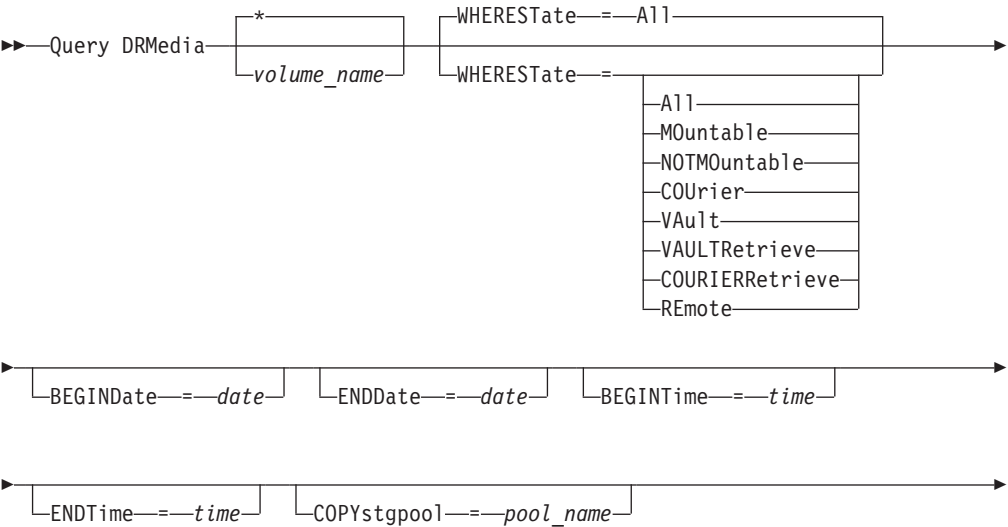 * WHERESTate = All
Query DRMedia
volume_name WHERESTate =
All
MOuntable
NOTMOuntable
COUrier
VAult
VAULTRetrieve
COURIERRetrieve
REmote
BEGINDate = date ENDDate = date BEGINTime = time
ENDTime = time COPYstgpool = pool_name